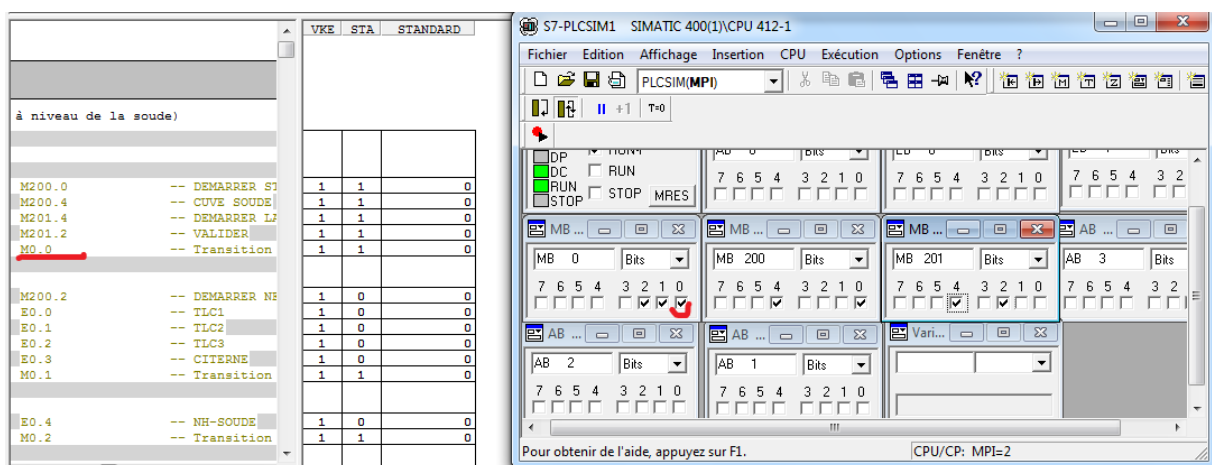 VKE STA STANDARD
à niveau de la soude)
M200.0 -- DEMARRER ST 1 1 0
M200.4 -- CUVE SOUDE 1 1 0
M201.4 -- DEMARRER LA 1 1 0
M201.2 -- VALIDER 1 1 0
M0.0 -- Transition 1 1 0
M200.2 -- DEMARRER NE 1 0 0
E0.0 -- TLC1 1 0 0
E0.1 -- TLC2 1 0 0
E0.2 -- TLC3 1 0 0
E0.3 -- CITERNE 1 0 0
M0.1 -- Transition 1 1 0
E0.4 -- NH-SOUDE 1 0 0
M0.2 -- Transition 1 1 0
S7-PLCSIM1 SIMATIC 400(1)\CPU 412-1
Fichier Edition Affichage Insertion CPU Exécution Options Fenêtre ?
PLCSIM(MPI)
+1 T=0
DP
DC RUN
RUN STOP MRES
STOP
Bits Bits
7 6 5 4 3 2 1 0 7 6 5 4 3 2 1 0 7 6 5 4 3 2
MB ... MB ... MB ... AB ...
MB 0 Bits MB 200 Bits MB 201 Bits AB 3 Bits
7 6 5 4 3 2 1 0 7 6 5 4 3 2 1 0 7 6 5 4 3 2 1 0 7 6 5 4 3 2
AB ... AB ... Vari...
AB 2 Bits AB 1 Bits
7 6 5 4 3 2 1 0 7 6 5 4 3 2 1 0
Pour obtenir de l'aide, appuyez sur F1. CPU/CP: MPI=2